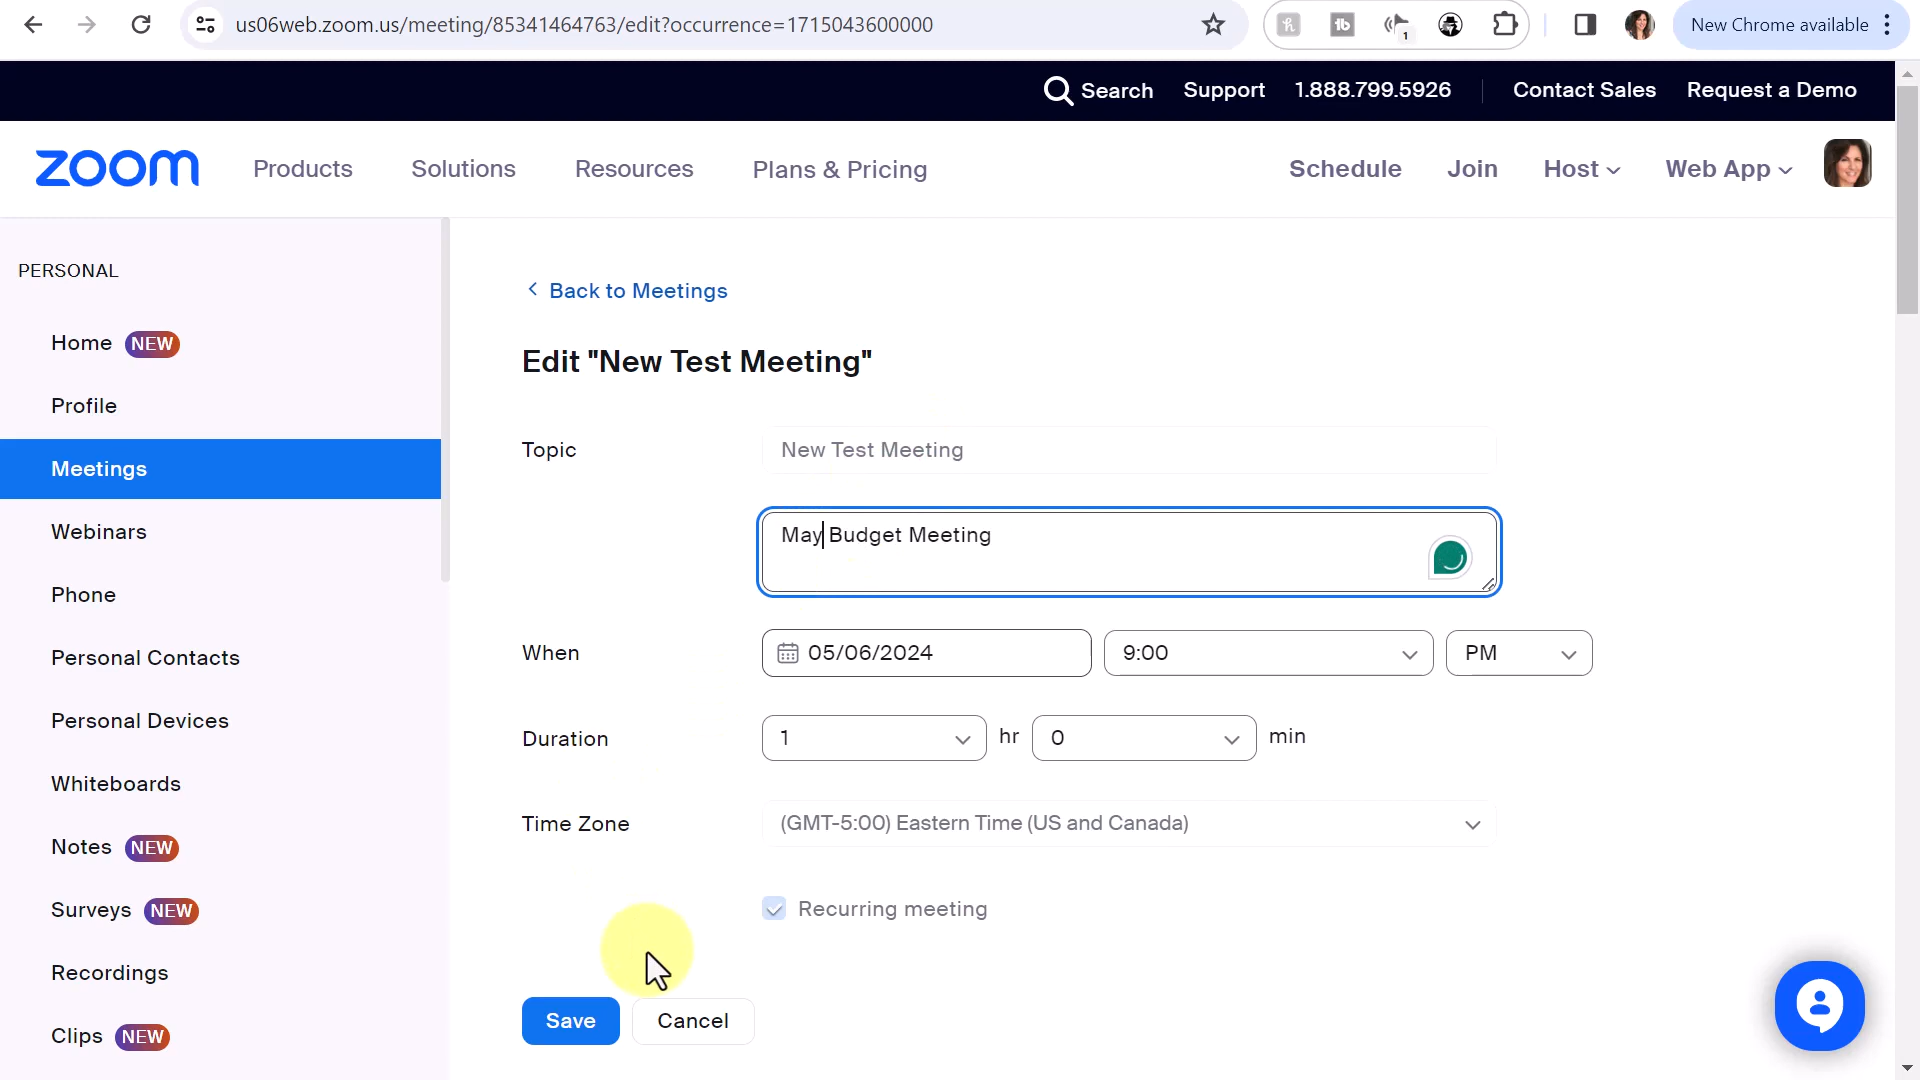 us06web.zoom.us/meeting/85341464763/edit?occurrence=1715043600000
1
New Chrome available
Search Support 1.888.799.5926 Contact Sales Request a Demo
zoom Products Solutions Resources Plans & Pricing Schedule Join Host Web App
PERSONAL
Home NEW
Profile
Meetings
Webinars
Phone
Personal Contacts
Personal Devices
Whiteboards
Notes NEW
Surveys NEW
Recordings
Clips NEW
Back to Meetings
Edit "New Test Meeting"
Topic New Test Meeting
May Budget Meeting
When 05/06/2024 9:00 PM
Duration 1 hr 0 min
Time Zone (GMT-5:00) Eastern Time (US and Canada)
Recurring meeting
Save Cancel